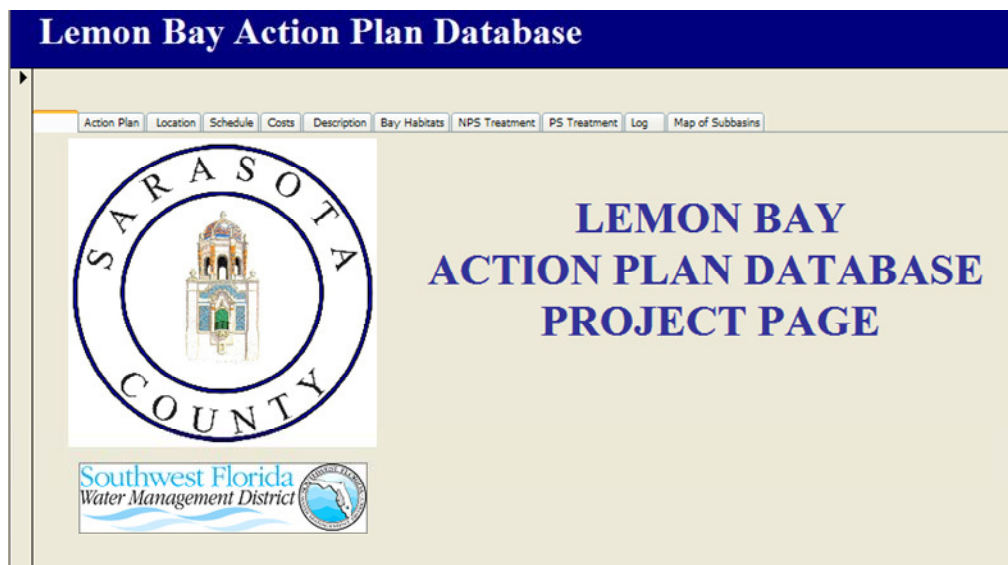 Lemon Bay Action Plan Database
Action Plan Location Schedule Costs Description Bay Habitats NPS Treatment PS Treatment Log Map of Subbasins
SARASOTA
COUNTY
LEMON BAY
ACTION PLAN DATABASE
PROJECT PAGE
Southwest Florida
Water Management District